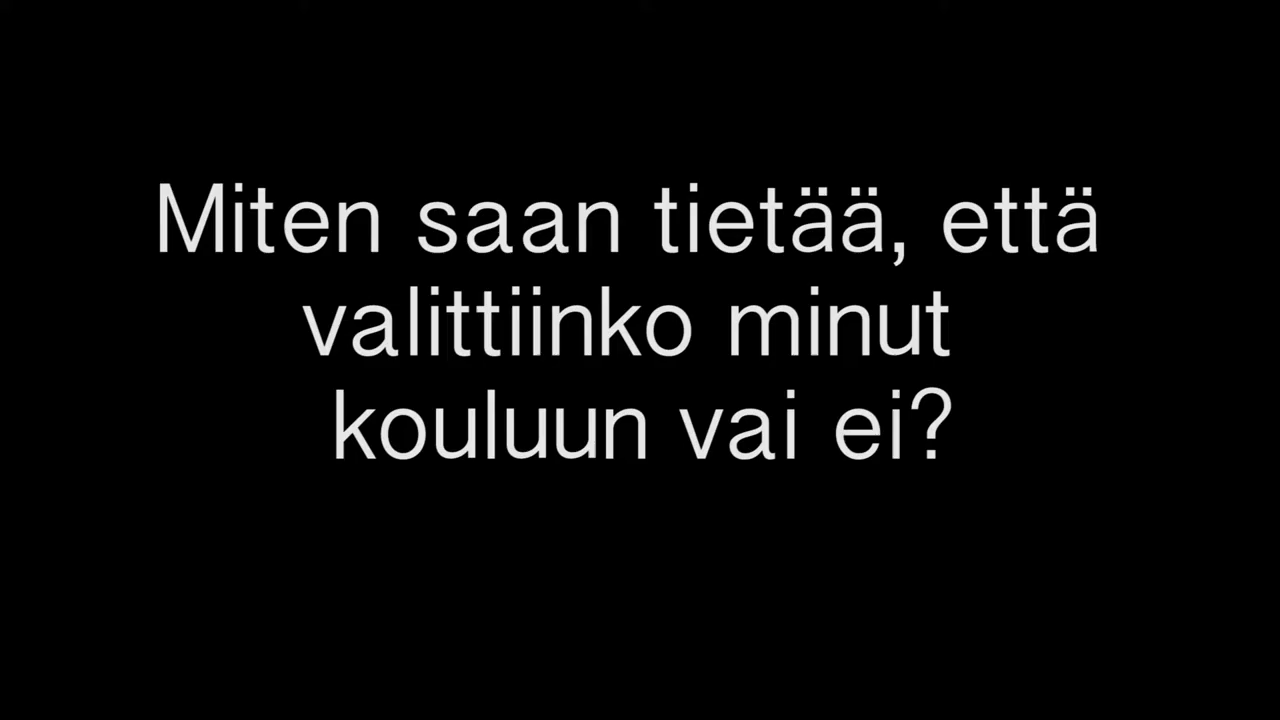 Miten saan tietää, että
valittiinko minut
kouluun vai ei?